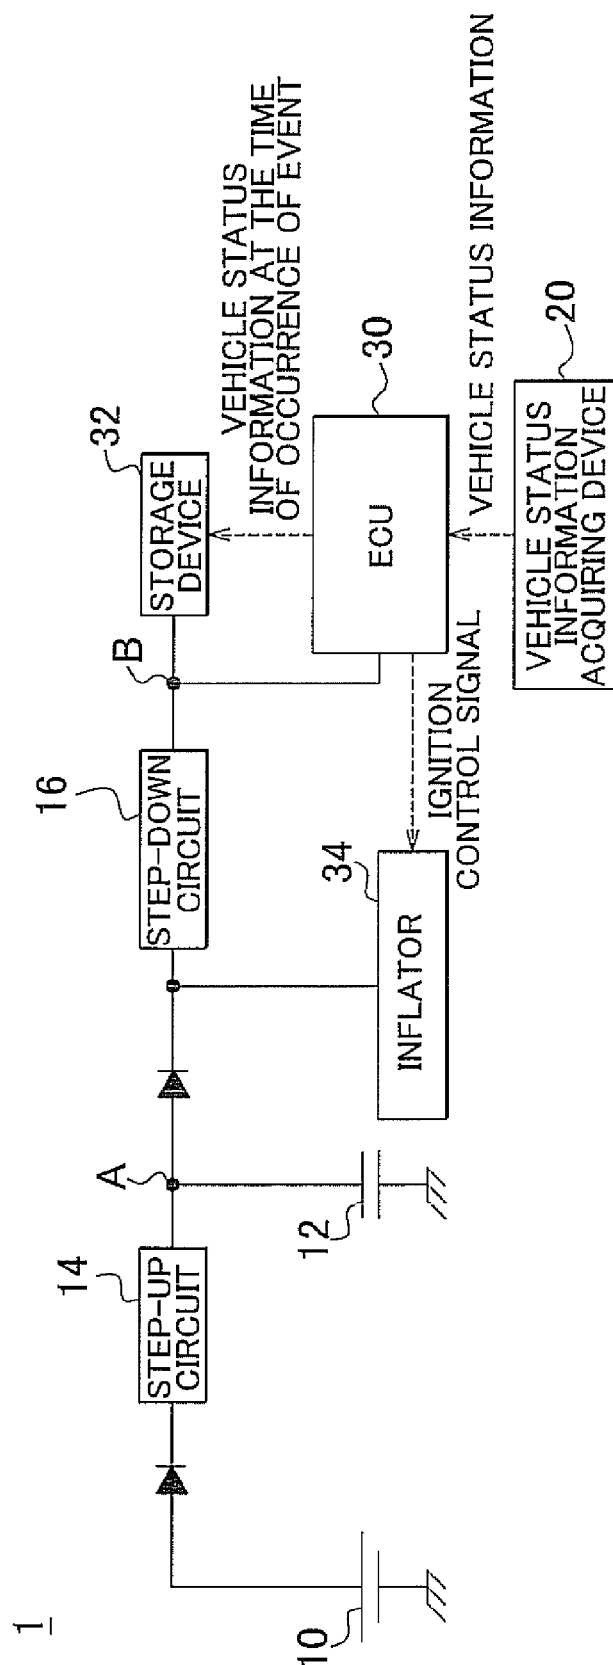 1
10
14
STEP-UP
CIRCUIT
A
12
16
STEP-DOWN
CIRCUIT
34
INFLATOR
B
32
STORAGE
DEVICE
VEHICLE STATUS
INFORMATION AT THE TIME
OF OCCURRENCE OF EVENT
30
ECU
IGNITION
CONTROL SIGNAL
VEHICLE STATUS INFORMATION
20
VEHICLE STATUS
INFORMATION
ACQUIRING DEVICE